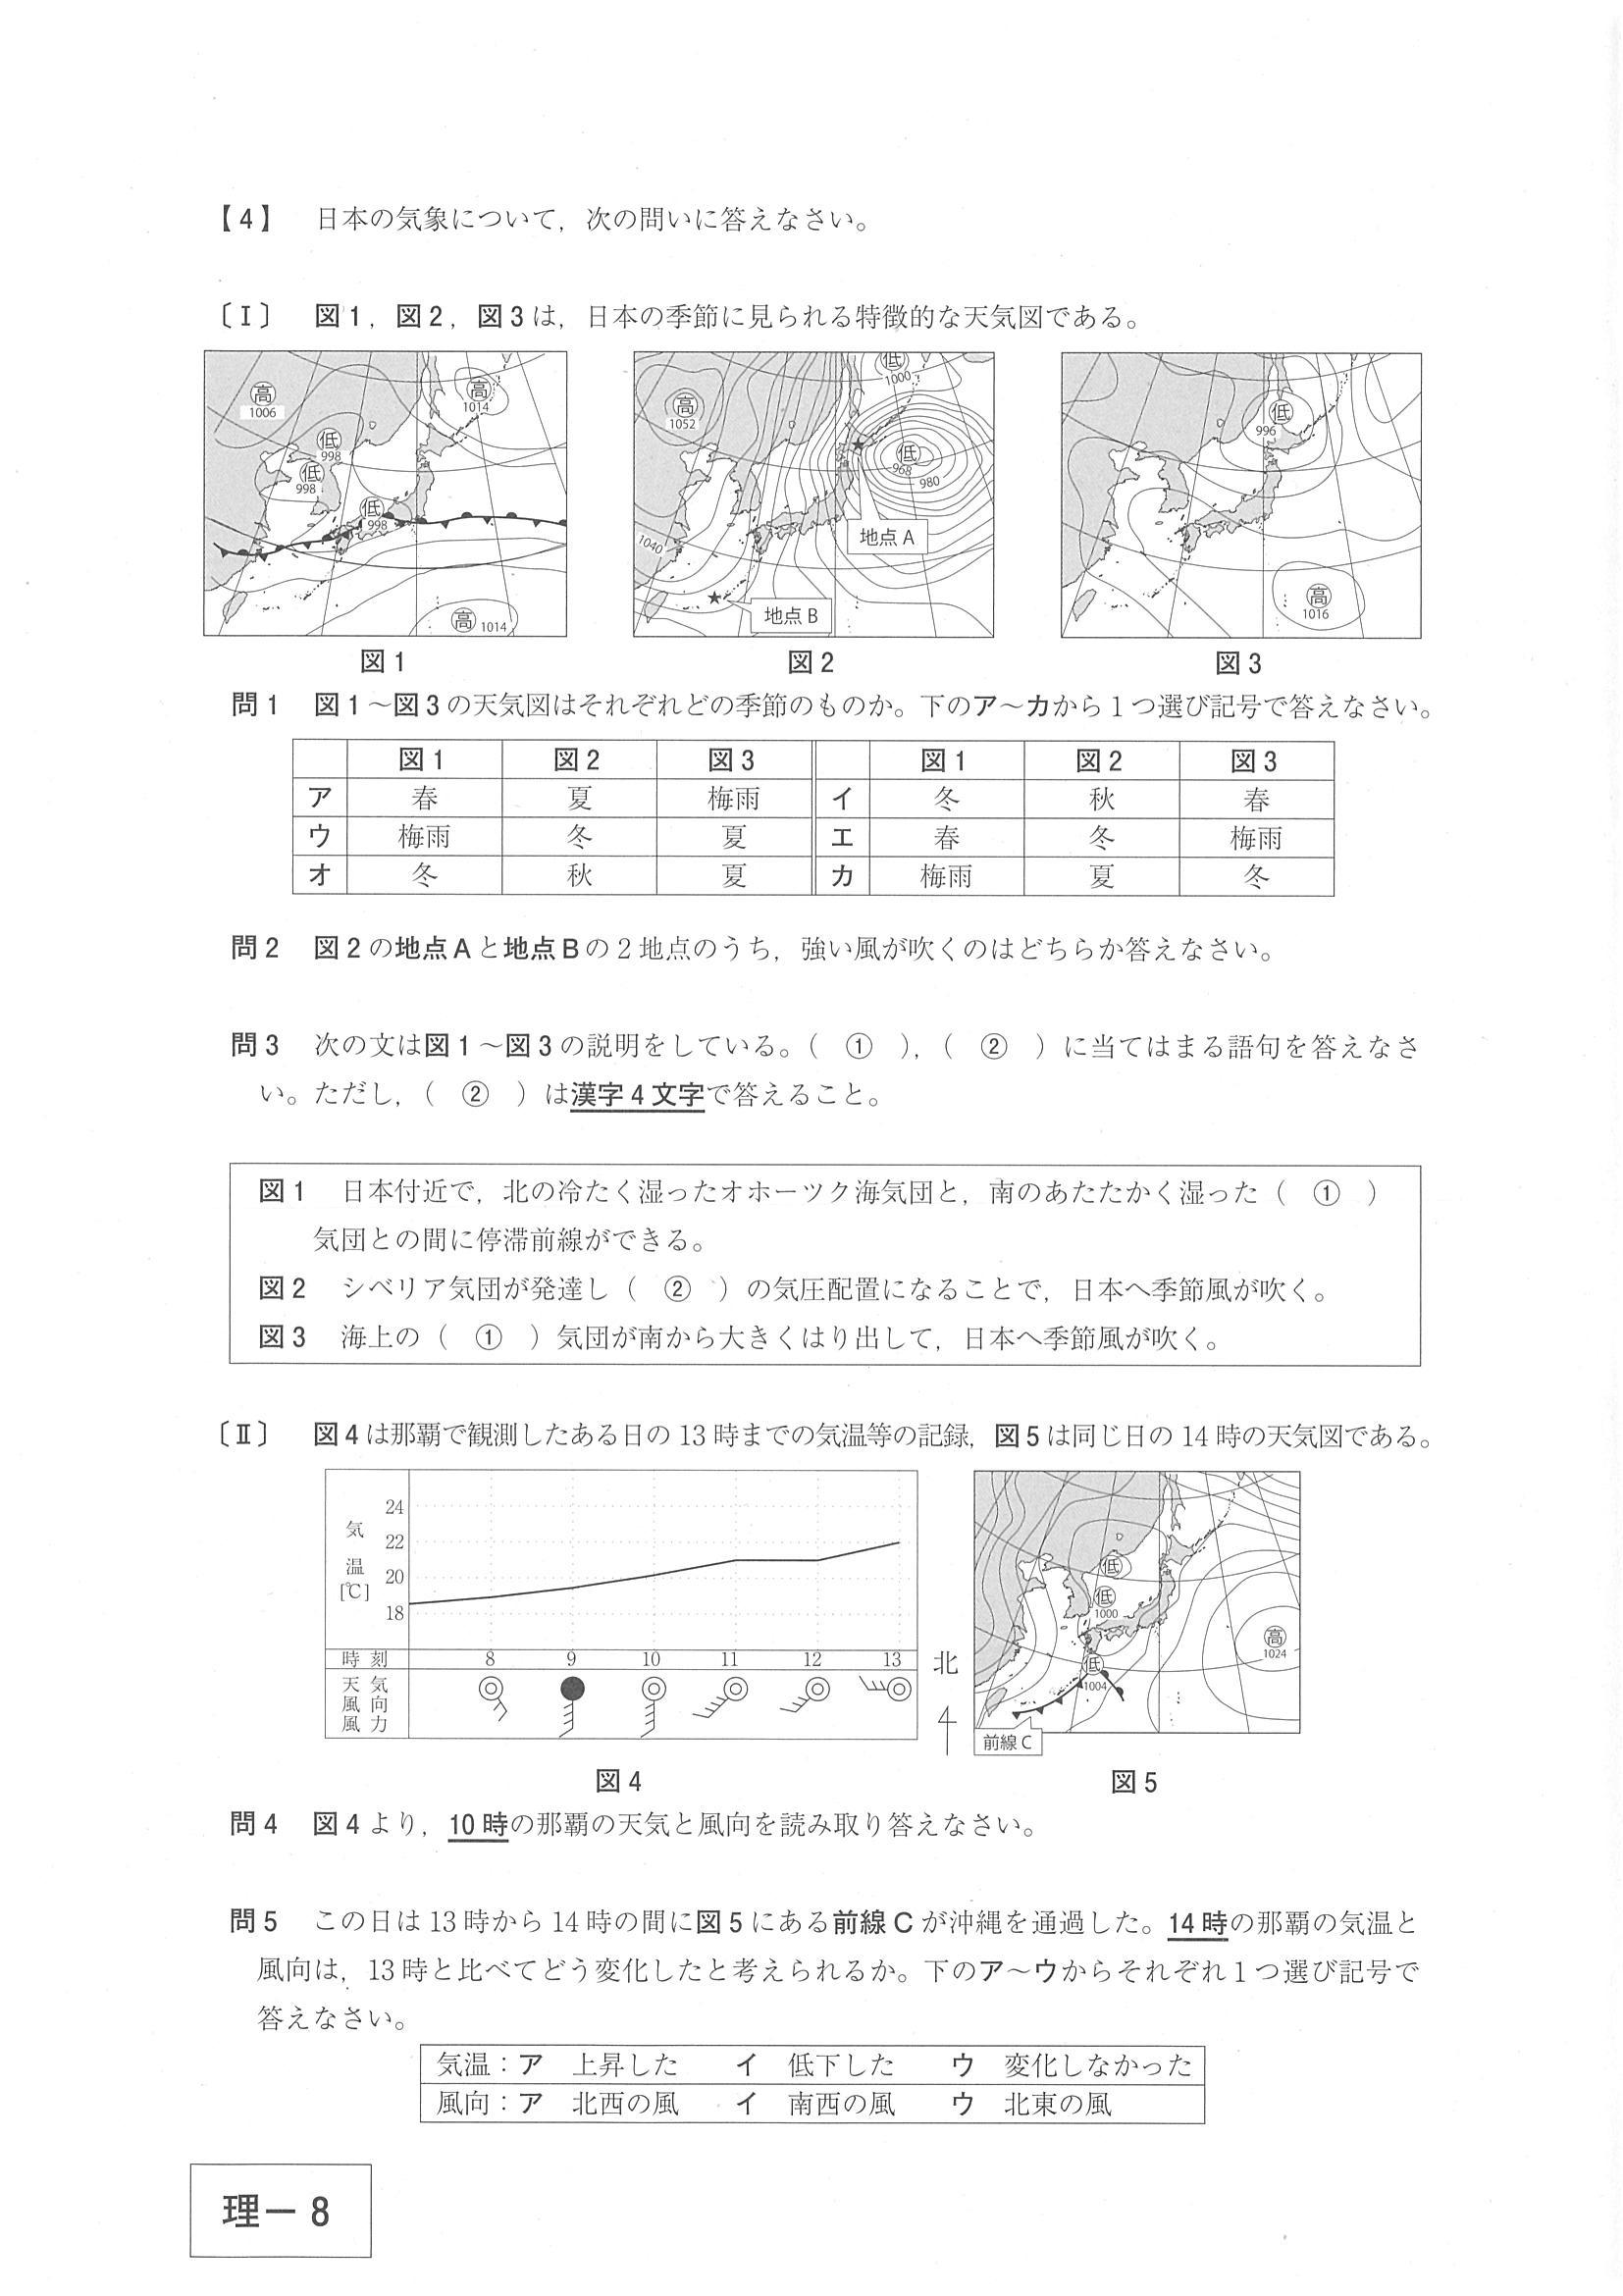 【4】 日本の気象について，次の問いに答えなさい。
〔Ⅰ〕 図1，図2，図3は，日本の季節に見られる特徴的な天気図である。
高 1006
高 1014
低 998
低 998
低 998
高 1014
図1
高 1052
低 1000
低 968
980
1040
地点A
地点B
図2
低 996
高 1016
図3
問1 図1～図3の天気図はそれぞれどの季節のものか。下のア～カから1つ選び記号で答えなさい。
図1 図2 図3 図1 図2 図3
ア 春 夏 梅雨 イ 冬 秋 春
ウ 梅雨 冬 夏 エ 春 冬 梅雨
オ 冬 秋 夏 カ 梅雨 夏 冬
問2 図2の地点Aと地点Bの2地点のうち，強い風が吹くのはどちらか答えなさい。
問3 次の文は図1～図3の説明をしている。（ ① ），（ ② ）に当てはまる語句を答えなさ
い。ただし，（ ② ）は漢字4文字で答えること。
図1 日本付近で，北の冷たく湿ったオホーツク海気団と，南のあたたかく湿った（ ① ）
気団との間に停滞前線ができる。
図2 シベリア気団が発達し（ ② ）の気圧配置になることで，日本へ季節風が吹く。
図3 海上の（ ① ）気団が南から大きくはり出して，日本へ季節風が吹く。
〔Ⅱ〕 図4は那覇で観測したある日の13時までの気温等の記録，図5は同じ日の14時の天気図である。
気温[℃]
24
22
20
18
時刻 8 9 10 11 12 13
天気
風向
風力
北
図4
低
低 1000
高 1024
低 1004
前線C
図5
問4 図4より，10時の那覇の天気と風向を読み取り答えなさい。
問5 この日は13時から14時の間に図5にある前線Cが沖縄を通過した。14時の那覇の気温と
風向は，13時と比べてどう変化したと考えられるか。下のア～ウからそれぞれ1つ選び記号で
答えなさい。
気温：ア 上昇した イ 低下した ウ 変化しなかった
風向：ア 北西の風 イ 南西の風 ウ 北東の風
理－8